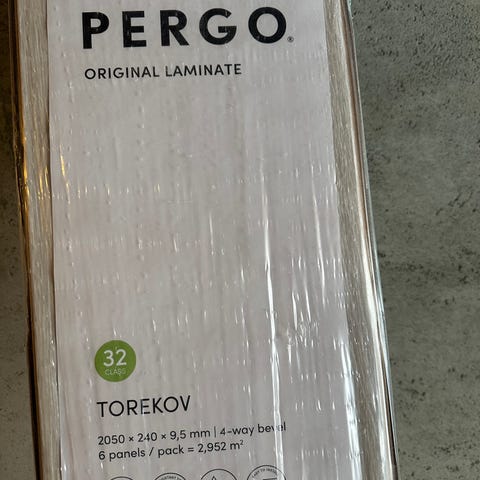 PERGO®
ORIGINAL LAMINATE
32
CLASS
TOREKOV
2050 × 240 × 9,5 mm | 4-way bevel
6 panels / pack = 2,952 m²